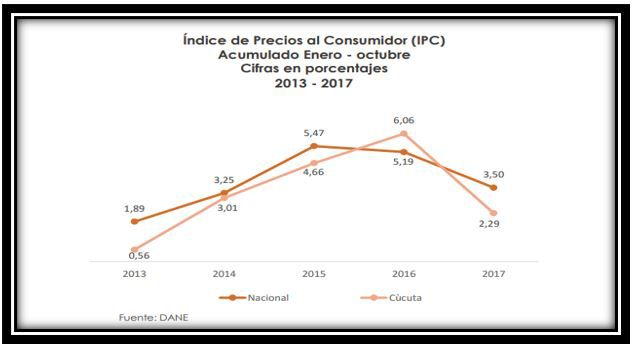 Índice de Precios al Consumidor (IPC)
Acumulado Enero - octubre
Cifras en porcentajes
2013 - 2017
6,06
5,47
5,19
4,66
3,50
3,25
3,01
2,29
1,89
0,56
2013 2014 2015 2016 2017
Nacional Cùcuta
Fuente: DANE